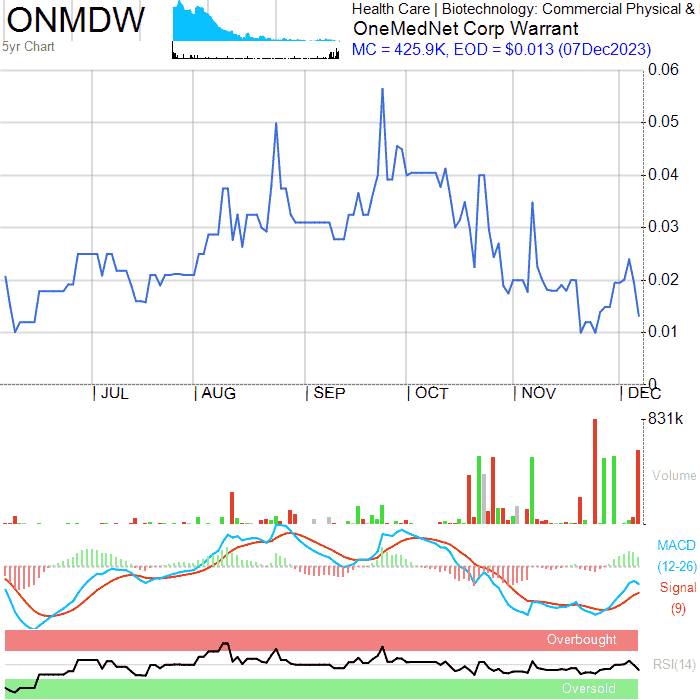 ONMDW
5yr Chart
Health Care | Biotechnology: Commercial Physical &
OneMedNet Corp Warrant
MC = 425.9K, EOD = $0.013 (07Dec2023)
0.06
0.05
0.04
0.03
0.02
0.01
0
JUL AUG SEP OCT NOV DEC
831k
Volume
MACD
(12-26)
Signal
(9)
Overbought
RSI(14)
Oversold